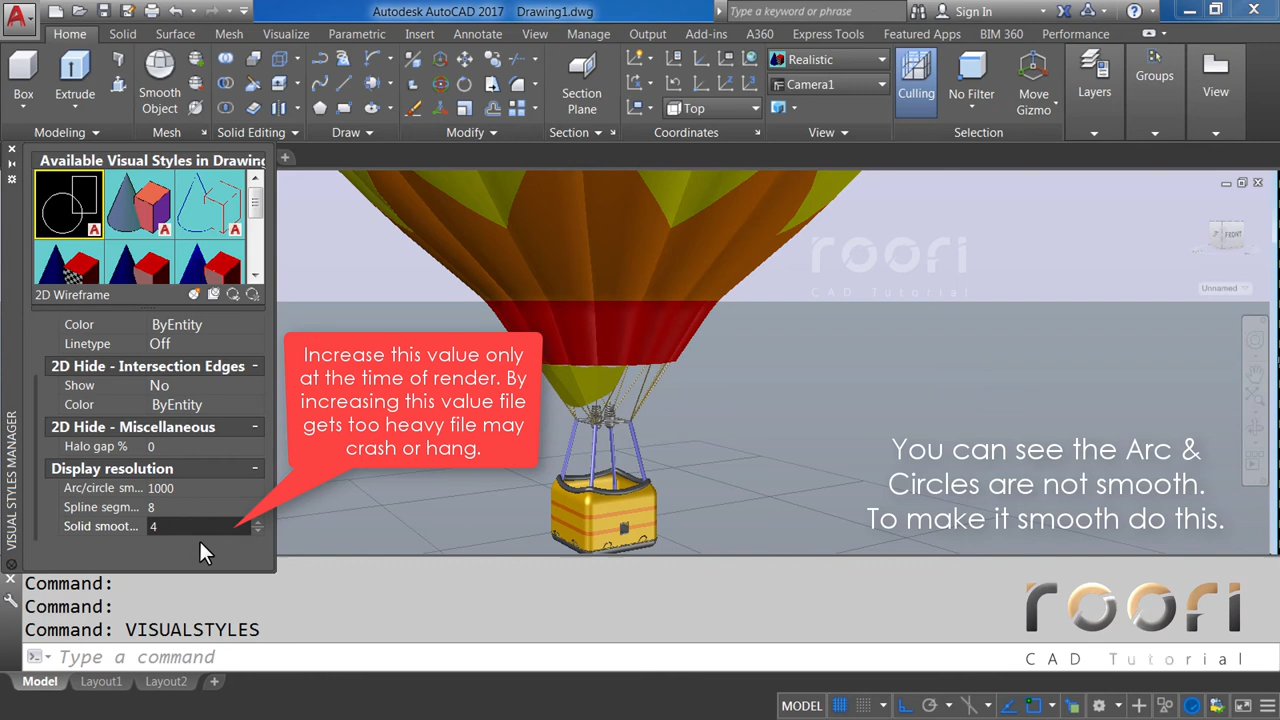 Autodesk AutoCAD 2017 Drawing1.dwg
Type a keyword or phrase
Sign In
Home Solid Surface Mesh Visualize Parametric Insert Annotate View Manage Output Add-ins A360 Express Tools Featured Apps BIM 360 Performance
Box
Extrude
Smooth
Object
Section
Plane
Top
Realistic
Camera1
Culling
No Filter
Move
Gizmo
Layers
Groups
View
Modeling
Mesh
Solid Editing
Draw
Modify
Section
Coordinates
View
Selection
Available Visual Styles in Drawing
2D Wireframe
Color ByEntity
Linetype Off
2D Hide - Intersection Edges
Show No
Color ByEntity
2D Hide - Miscellaneous
Halo gap % 0
Display resolution
Arc/circle sm... 1000
Spline segm... 8
Solid smoot... 4
VISUAL STYLES MANAGER
Increase this value only
at the time of render. By
increasing this value file
gets too heavy file may
crash or hang.
roofi
CAD Tutorial
FRONT
Unnamed
You can see the Arc &
Circles are not smooth.
To make it smooth do this.
Command:
Command:
Command: VISUALSTYLES
Type a command
roofi
CAD Tutorial
Model Layout1 Layout2
MODEL